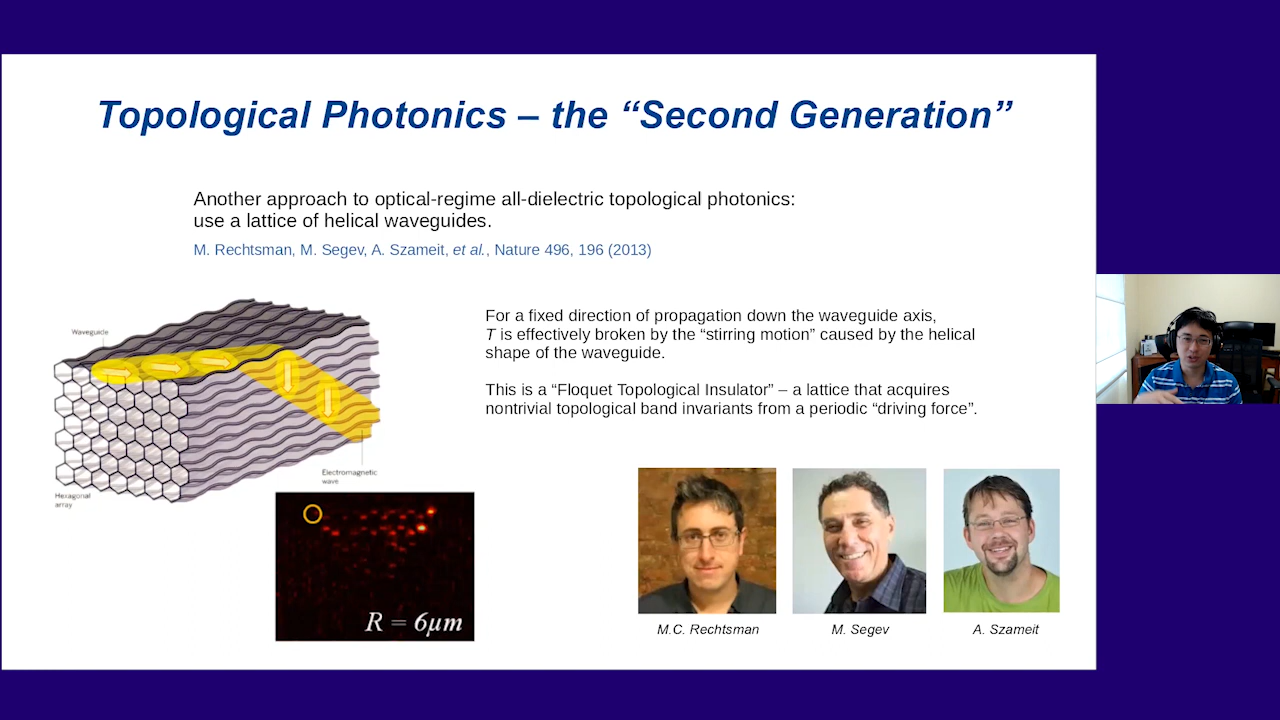 Topological Photonics – the “Second Generation”
Another approach to optical-regime all-dielectric topological photonics:
use a lattice of helical waveguides.
M. Rechtsman, M. Segev, A. Szameit, et al., Nature 496, 196 (2013)
Waveguide
Electromagnetic
wave
Hexagonal
array
R = 6μm
For a fixed direction of propagation down the waveguide axis,
T is effectively broken by the “stirring motion” caused by the helical
shape of the waveguide.
This is a “Floquet Topological Insulator” – a lattice that acquires
nontrivial topological band invariants from a periodic “driving force”.
M.C. Rechtsman
M. Segev
A. Szameit